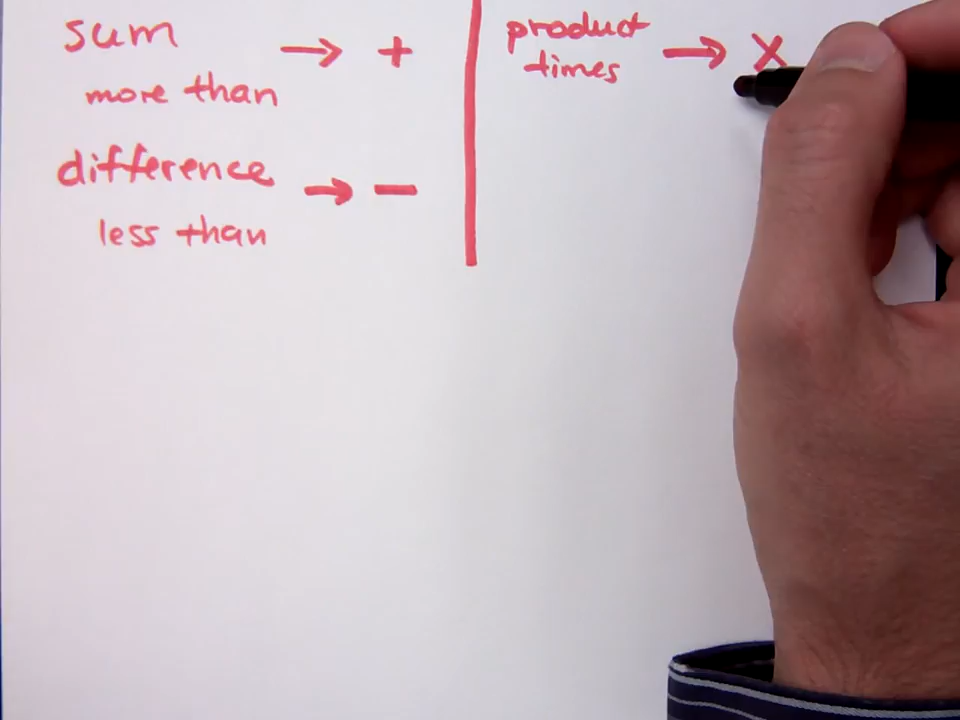 sum
more than → +
difference
less than → −
product
times → ×